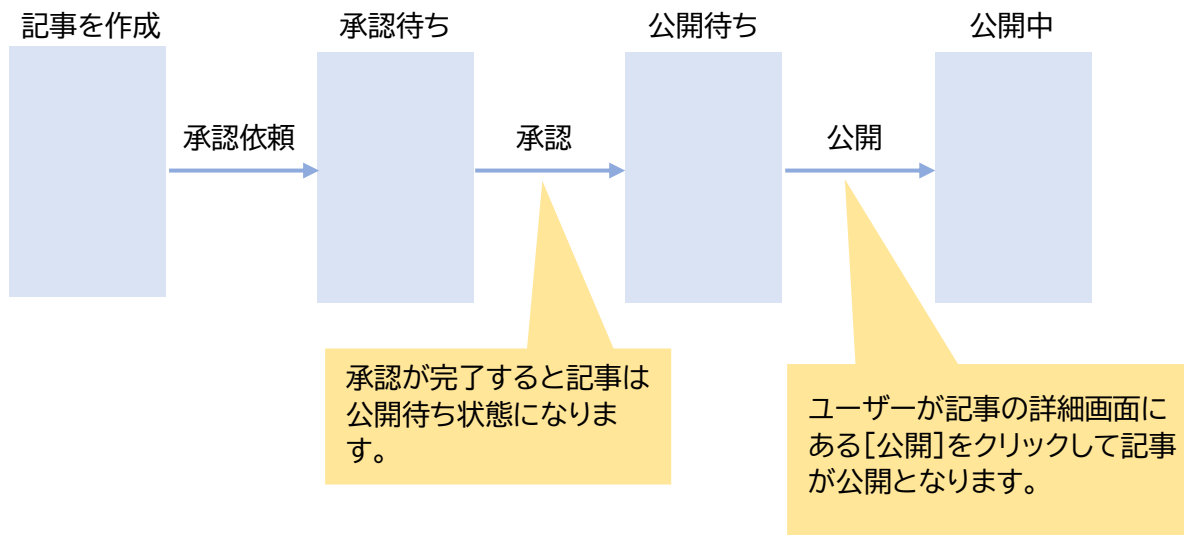 記事を作成
承認待ち
公開待ち
公開中
承認依頼
承認
公開
承認が完了すると記事は
公開待ち状態になりま
す。
ユーザーが記事の詳細画面に
ある[公開]をクリックして記事
が公開となります。